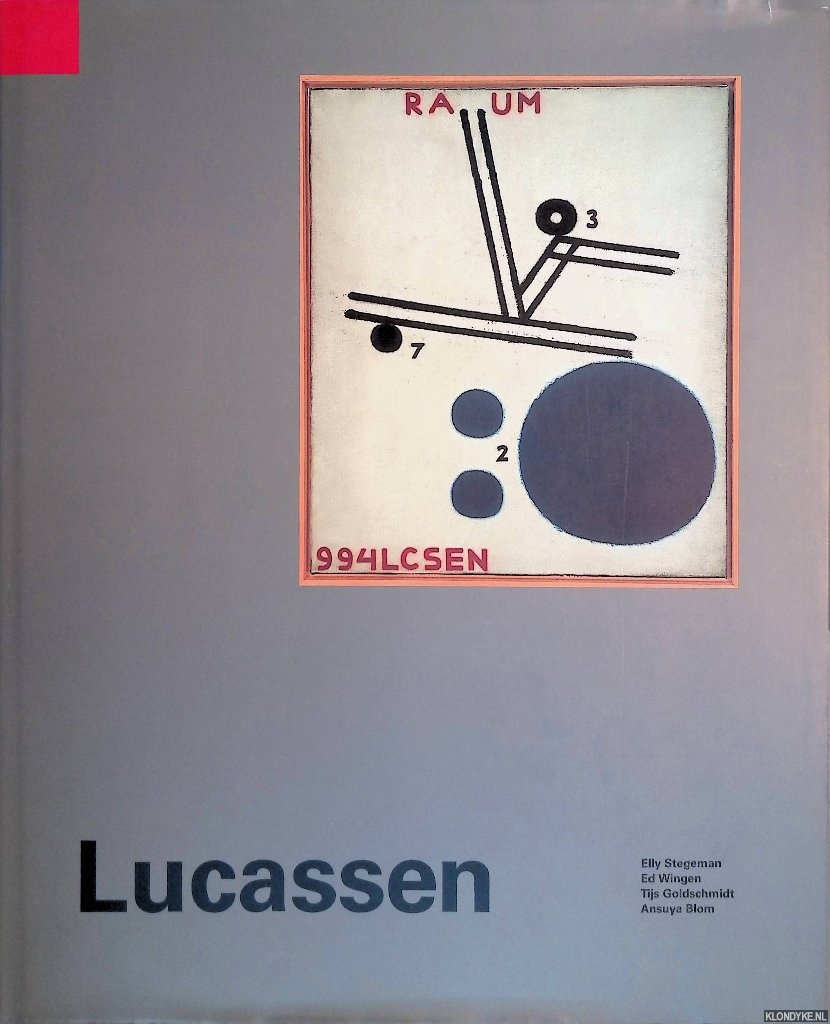 RA UM
3
7
2
994LCSEN
Lucassen
Elly Stegeman
Ed Wingen
Tijs Goldschmidt
Ansuya Blom
KLONDYKE.NL